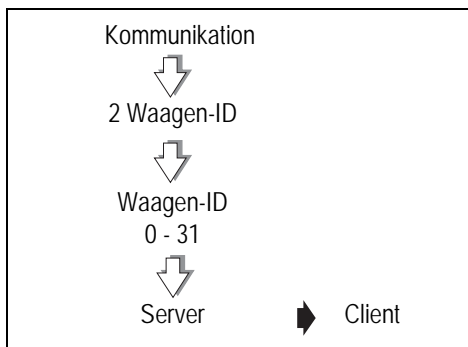 Kommunikation
2 Waagen-ID
Waagen-ID
0 - 31
Server Client